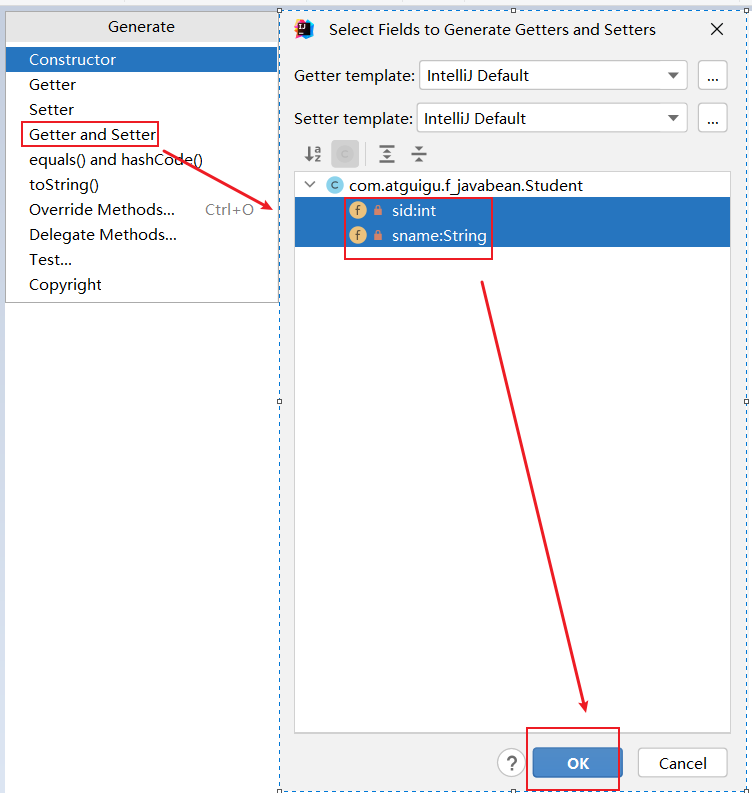 Generate
Constructor
Getter
Setter
Getter and Setter
equals() and hashCode()
toString()
Override Methods... Ctrl+O
Delegate Methods...
Test...
Copyright
Select Fields to Generate Getters and Setters
Getter template: IntelliJ Default ...
Setter template: IntelliJ Default ...
com.atguigu.f_javabean.Student
sid:int
sname:String
? OK Cancel